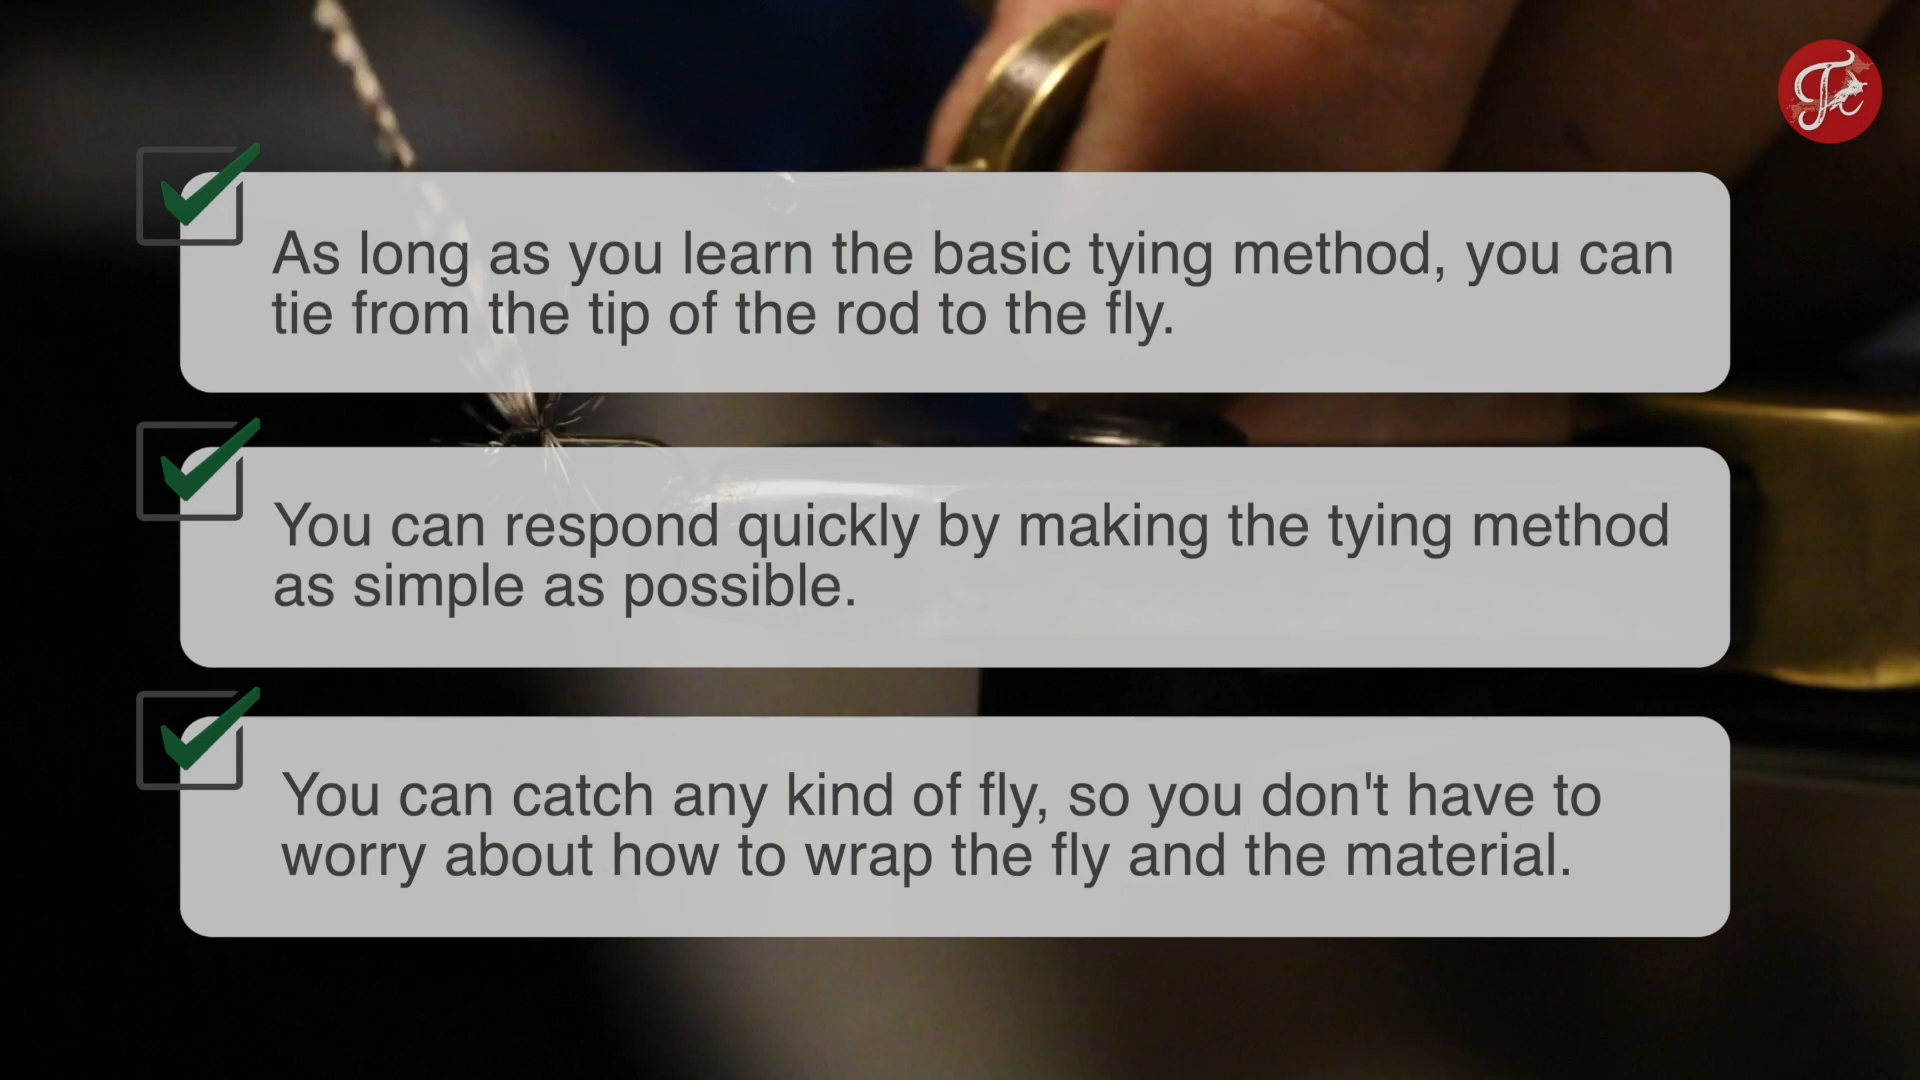 As long as you learn the basic tying method, you can
tie from the tip of the rod to the fly.
You can respond quickly by making the tying method
as simple as possible.
You can catch any kind of fly, so you don't have to
worry about how to wrap the fly and the material.